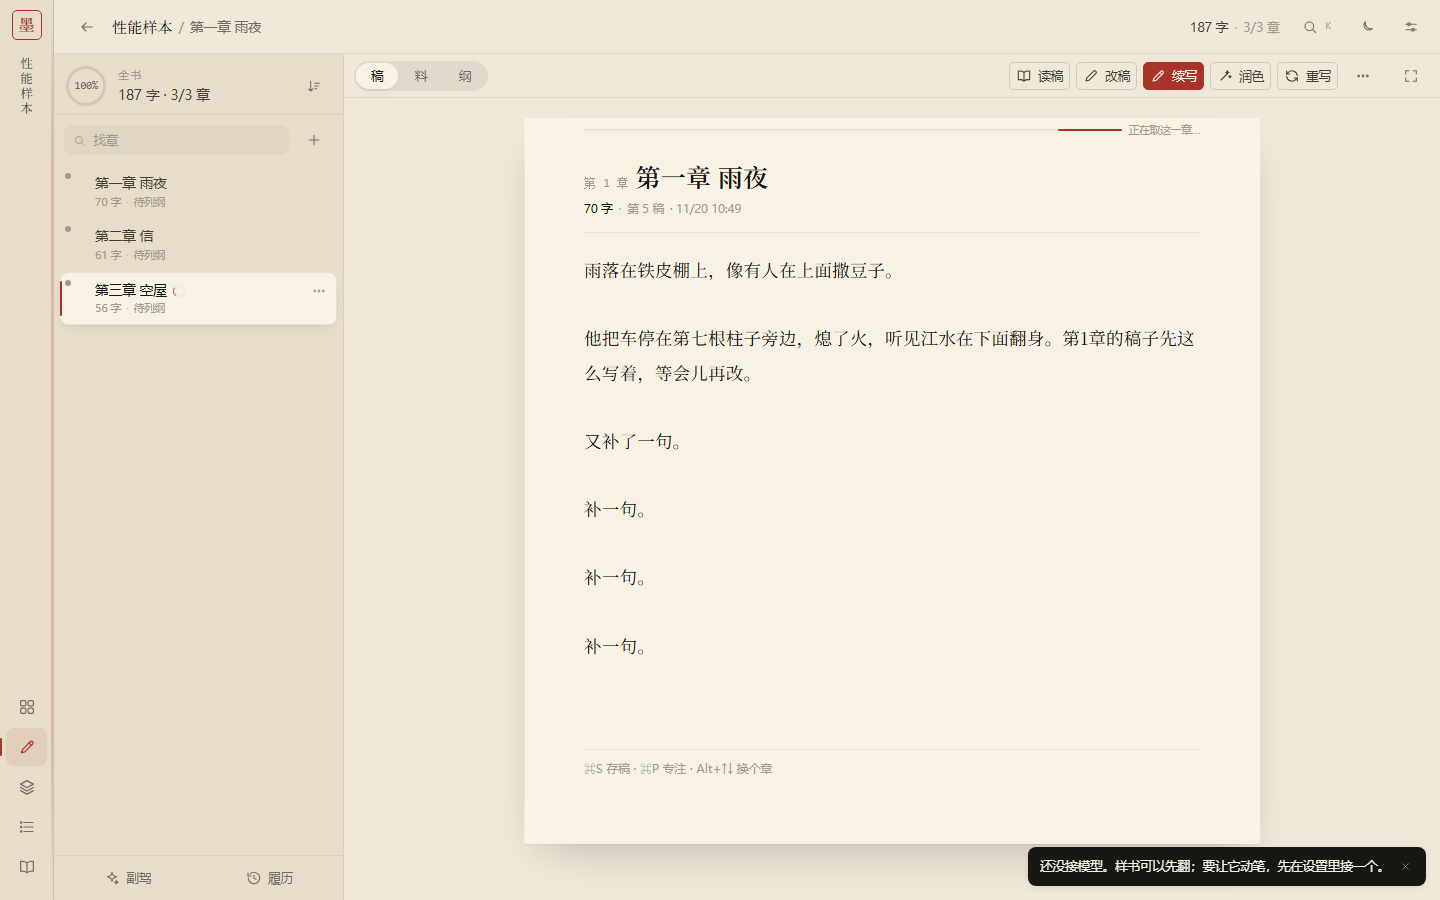 墨
性能样本
性能样本 / 第一章 雨夜
187 字 · 3/3 章
K
100%
全书
187 字 · 3/3 章
找章
第一章 雨夜
70 字 · 待列纲
第二章 信
61 字 · 待列纲
第三章 空屋
56 字 · 待列纲
副驾
履历
稿 料 纲
读稿 改稿 续写 润色 重写
正在取这一章…
第 1 章 第一章 雨夜
70 字 · 第 5 稿 · 11/20 10:49
雨落在铁皮棚上，像有人在上面撒豆子。
他把车停在第七根柱子旁边，熄了火，听见江水在下面翻身。第1章的稿子先这
么写着，等会儿再改。
又补了一句。
补一句。
补一句。
补一句。
⌘S 存稿 · ⌘P 专注 · Alt+↑↓ 换个章
还没接模型。样书可以先翻；要让它动笔，先在设置里接一个。